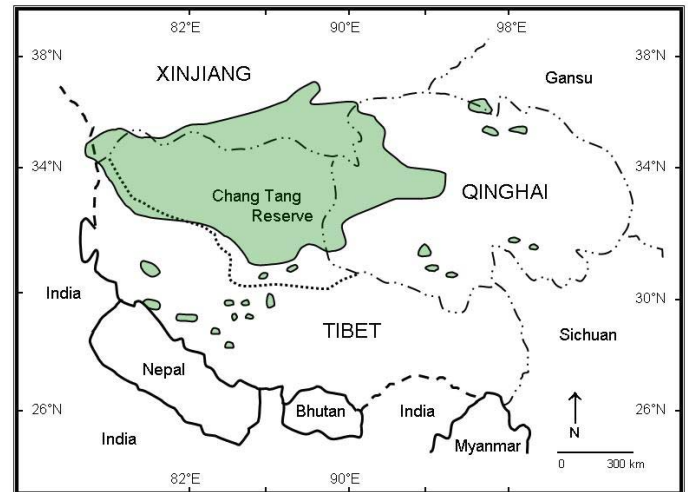 82°E 90°E 98°E
38°N 38°N
XINJIANG
Gansu
34°N 34°N
Chang Tang
Reserve
QINGHAI
India
30°N
TIBET
Sichuan
Nepal
26°N 26°N
Bhutan
India
N
India
Myanmar
0 300 km
82°E 90°E